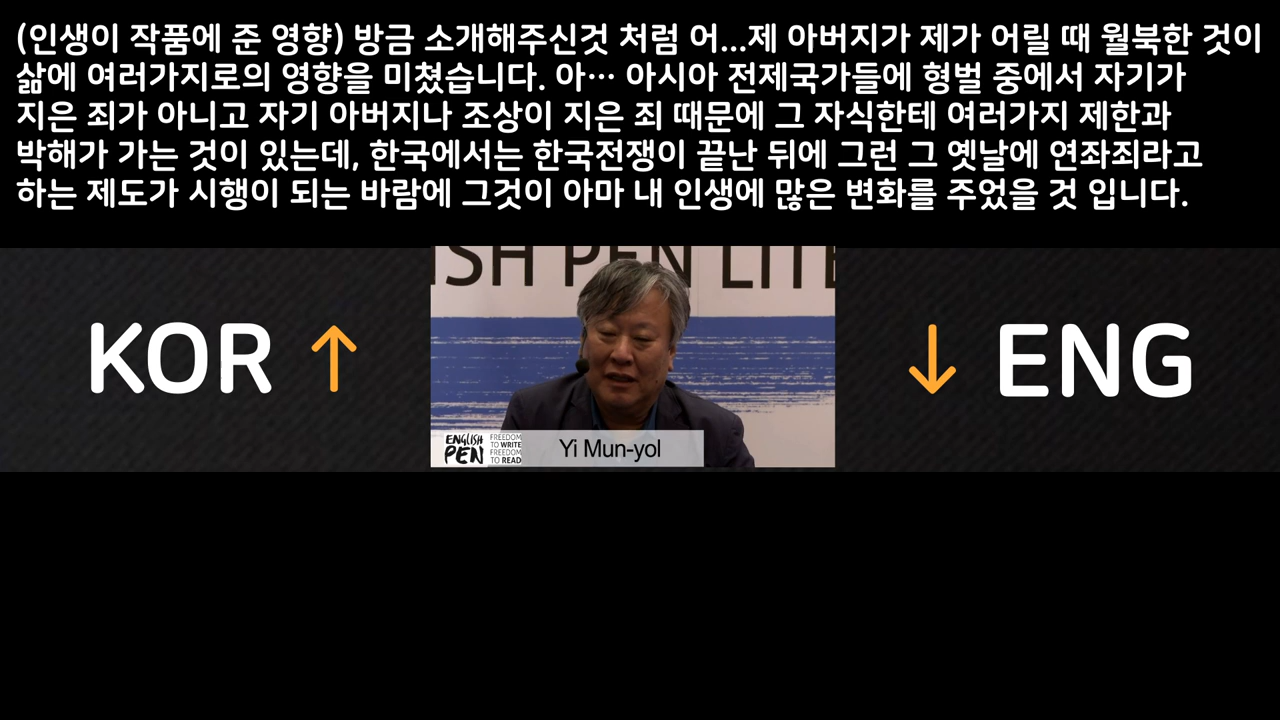 (인생이 작품에 준 영향) 방금 소개해주신것 처럼 어...제 아버지가 제가 어릴 때 월북한 것이
삶에 여러가지로의 영향을 미쳤습니다. 아… 아시아 전제국가들에 형벌 중에서 자기가
지은 죄가 아니고 자기 아버지나 조상이 지은 죄 때문에 그 자식한테 여러가지 제한과
박해가 가는 것이 있는데, 한국에서는 한국전쟁이 끝난 뒤에 그런 그 옛날에 연좌죄라고
하는 제도가 시행이 되는 바람에 그것이 아마 내 인생에 많은 변화를 주었을 것 입니다.
ISH PEN LITE
KOR ↑
↓ ENG
ENGLISH
PEN
FREEDOM
TO WRITE
FREEDOM
TO READ
Yi Mun-yol